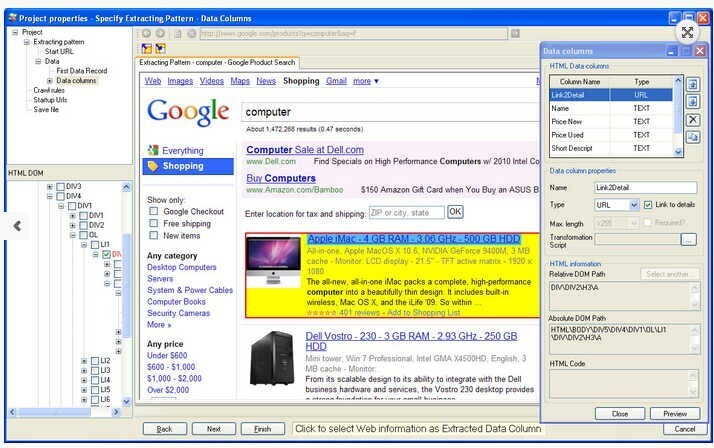 Project properties - Specify Extracting Pattern - Data Columns
Project
Extracting pattern
Start URL
Data
First Data Record
Data columns
Crawl rules
Startup Urls
Save file
HTML DOM
DIV3
DIV4
DIV1
DIV1
DIV2
OL
LI1
DIV
LI2
LI3
LI4
LI5
LI6
http://www.google.com/products?q=computer&aq=f
Extracting Pattern - computer - Google Product Search
Web Images Videos Maps News Shopping Gmail more ▼
Google
computer
About 1,472,268 results (0.47 seconds)
Everything
Shopping
Show only:
Google Checkout
Free shipping
New items
Any category
Desktop Computers
Servers
System & Power Cables
Computer Books
Security Cameras
More »
Any price
Under $600
$600 - $1,000
$1,000 - $2,000
Over $2,000
Computer Sale at Dell.com
www.Dell.com Find Specials on High Performance Computers w/ 2010 Intel Co
Buy Computers
www.Amazon.com/Bamboo $150 Amazon Gift Card when You Buy an ASUS B
Enter location for tax and shipping: ZIP or city, state OK
Apple iMac - 4 GB RAM - 3.06 GHz - 500 GB HDD
All-in-one, Apple MacOS X 10.6, NVIDIA GeForce 9400M, 3 MB
cache - Monitor: LCD display - 21.5" - TFT active matrix - 1920 x
1080
The all-new, all-in-one iMac packs a complete, high-performance
computer into a beautifully thin design. It includes built-in
wireless, Mac OS X, and the iLife '09. So within ...
401 reviews - Add to Shopping List
Dell Vostro - 230 - 3 GB RAM - 2.93 GHz - 250 GB
HDD
Mini tower, Win 7 Professional, Intel GMA X4500HD, English, 3
MB cache - Monitor.
From its scalable design to its ability to integrate with the Dell
business hardware and services, the Vostro 230 desktop provides
a strong foundation for your small business
Data columns
HTML Data columns
Column Name Type
Link2Detail URL
Name TEXT
Price New TEXT
Price Used TEXT
Short Descript TEXT
Data column properties
Name Link2Detail
Type URL Link to details
Max. length <255 Required?
Transformation
Script ...
HTML information
Relative DOM Path Select another...
DIV\DIV2\H3\A
Absolute DOM Path
HTML\BODY\DIV5\DIV4\DIV1\OL\LI1
\DIV\DIV2\H3\A
HTML Code
Close Preview
Back Next Finish Click to select Web information as Extracted Data Column Cancel